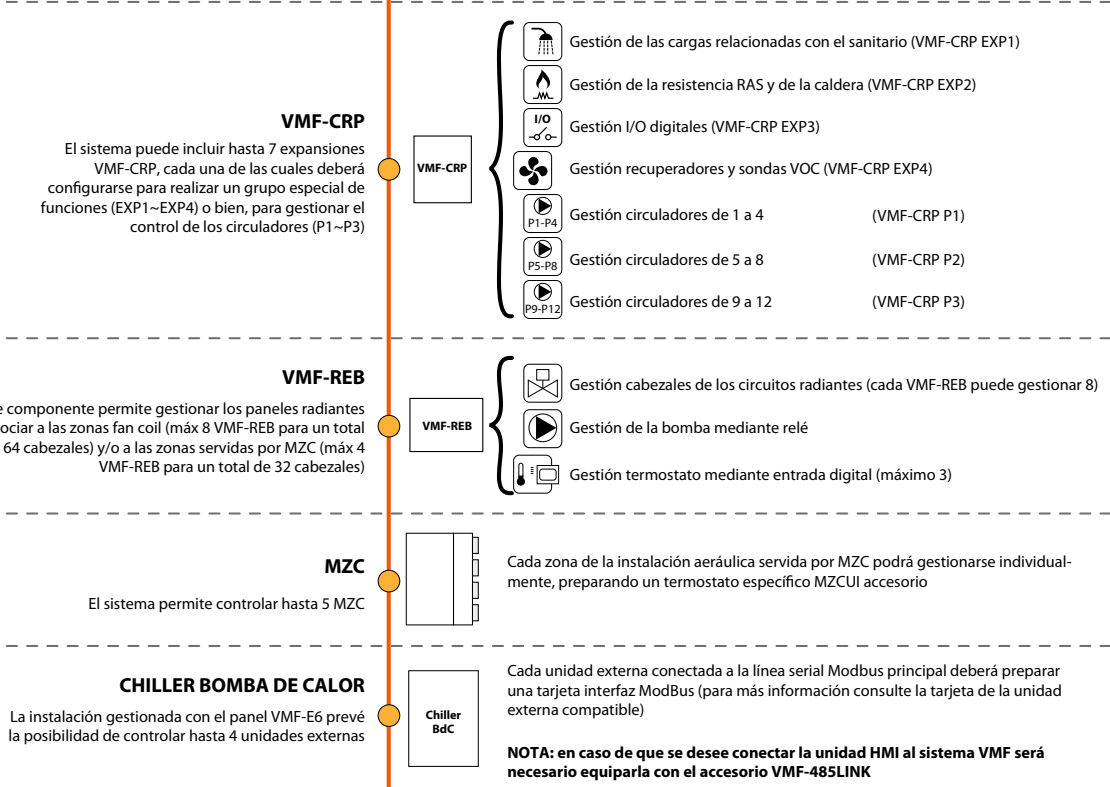 VMF-CRP
El sistema puede incluir hasta 7 expansiones
VMF-CRP, cada una de las cuales deberá
configurarse para realizar un grupo especial de
funciones (EXP1~EXP4) o bien, para gestionar el
control de los circuladores (P1~P3)
VMF-CRP
Gestión de las cargas relacionadas con el sanitario (VMF-CRP EXP1)
Gestión de la resistencia RAS y de la caldera (VMF-CRP EXP2)
I/O
Gestión I/O digitales (VMF-CRP EXP3)
Gestión recuperadores y sondas VOC (VMF-CRP EXP4)
P1-P4
Gestión circuladores de 1 a 4 (VMF-CRP P1)
P5-P8
Gestión circuladores de 5 a 8 (VMF-CRP P2)
P9-P12
Gestión circuladores de 9 a 12 (VMF-CRP P3)
VMF-REB
e componente permite gestionar los paneles radiantes
ociar a las zonas fan coil (máx 8 VMF-REB para un total
64 cabezales) y/o a las zonas servidas por MZC (máx 4
VMF-REB para un total de 32 cabezales)
VMF-REB
Gestión cabezales de los circuitos radiantes (cada VMF-REB puede gestionar 8)
Gestión de la bomba mediante relé
Gestión termostato mediante entrada digital (máximo 3)
MZC
El sistema permite controlar hasta 5 MZC
Cada zona de la instalación aeráulica servida por MZC podrá gestionarse individual-
mente, preparando un termostato específico MZCUI accesorio
CHILLER BOMBA DE CALOR
La instalación gestionada con el panel VMF-E6 prevé
la posibilidad de controlar hasta 4 unidades externas
Chiller
BdC
Cada unidad externa conectada a la línea serial Modbus principal deberá preparar
una tarjeta interfaz ModBus (para más información consulte la tarjeta de la unidad
externa compatible)
NOTA: en caso de que se desee conectar la unidad HMI al sistema VMF será
necesario equiparla con el accesorio VMF-485LINK